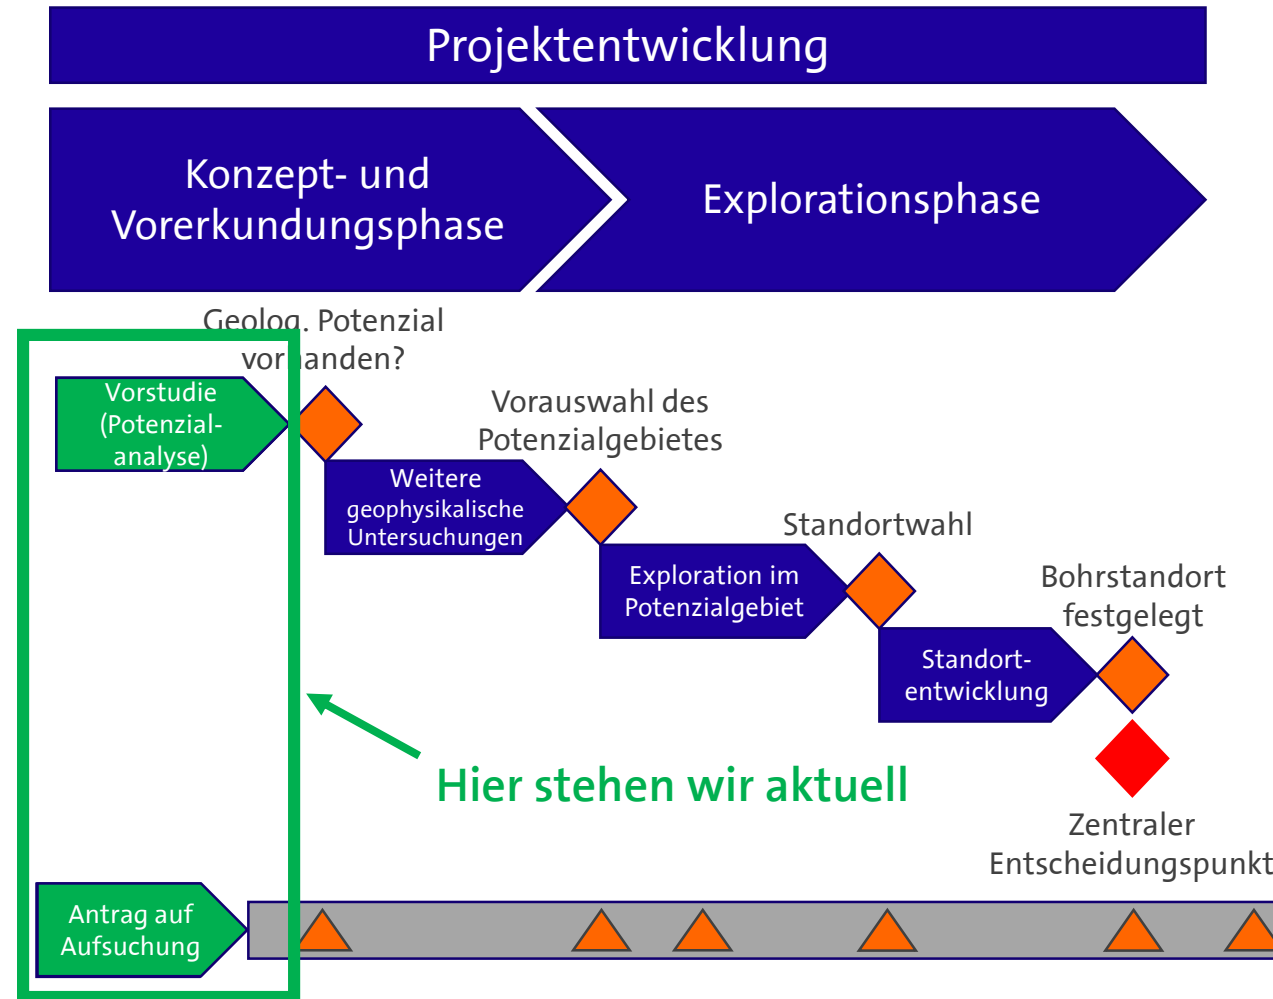 Projektentwicklung
Konzept- und
Vorerkundungsphase
Explorationsphase
Geolog. Potenzial
vorhanden?
Vorstudie
(Potenzial-
analyse)
Vorauswahl des
Potenzialgebietes
Weitere
geophysikalische
Untersuchungen
Standortwahl
Exploration im
Potenzialgebiet
Bohrstandort
festgelegt
Standort-
entwicklung
Hier stehen wir aktuell
Zentraler
Entscheidungspunkt
Antrag auf
Aufsuchung